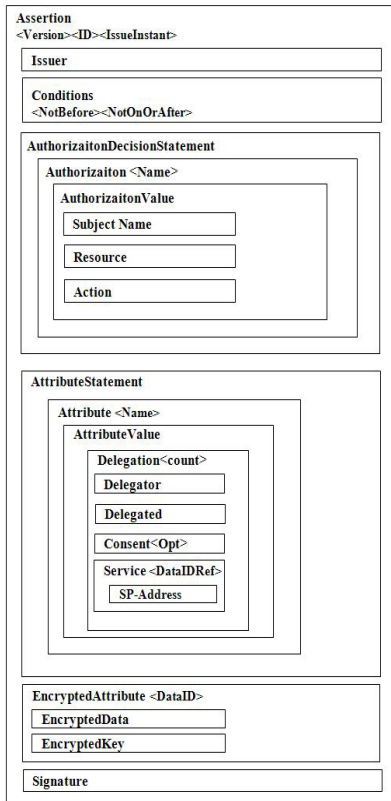 Assertion
<Version><ID><IssueInstant>
Issuer
Conditions
<NotBefore><NotOnOrAfter>
AuthorizaitonDecisionStatement
Authorizaiton <Name>
AuthorizaitonValue
Subject Name
Resource
Action
AttributeStatement
Attribute <Name>
AttributeValue
Delegation<count>
Delegator
Delegated
Consent<Opt>
Service <DataIDRef>
SP-Address
EncryptedAttribute <DataID>
EncryptedData
EncryptedKey
Signature